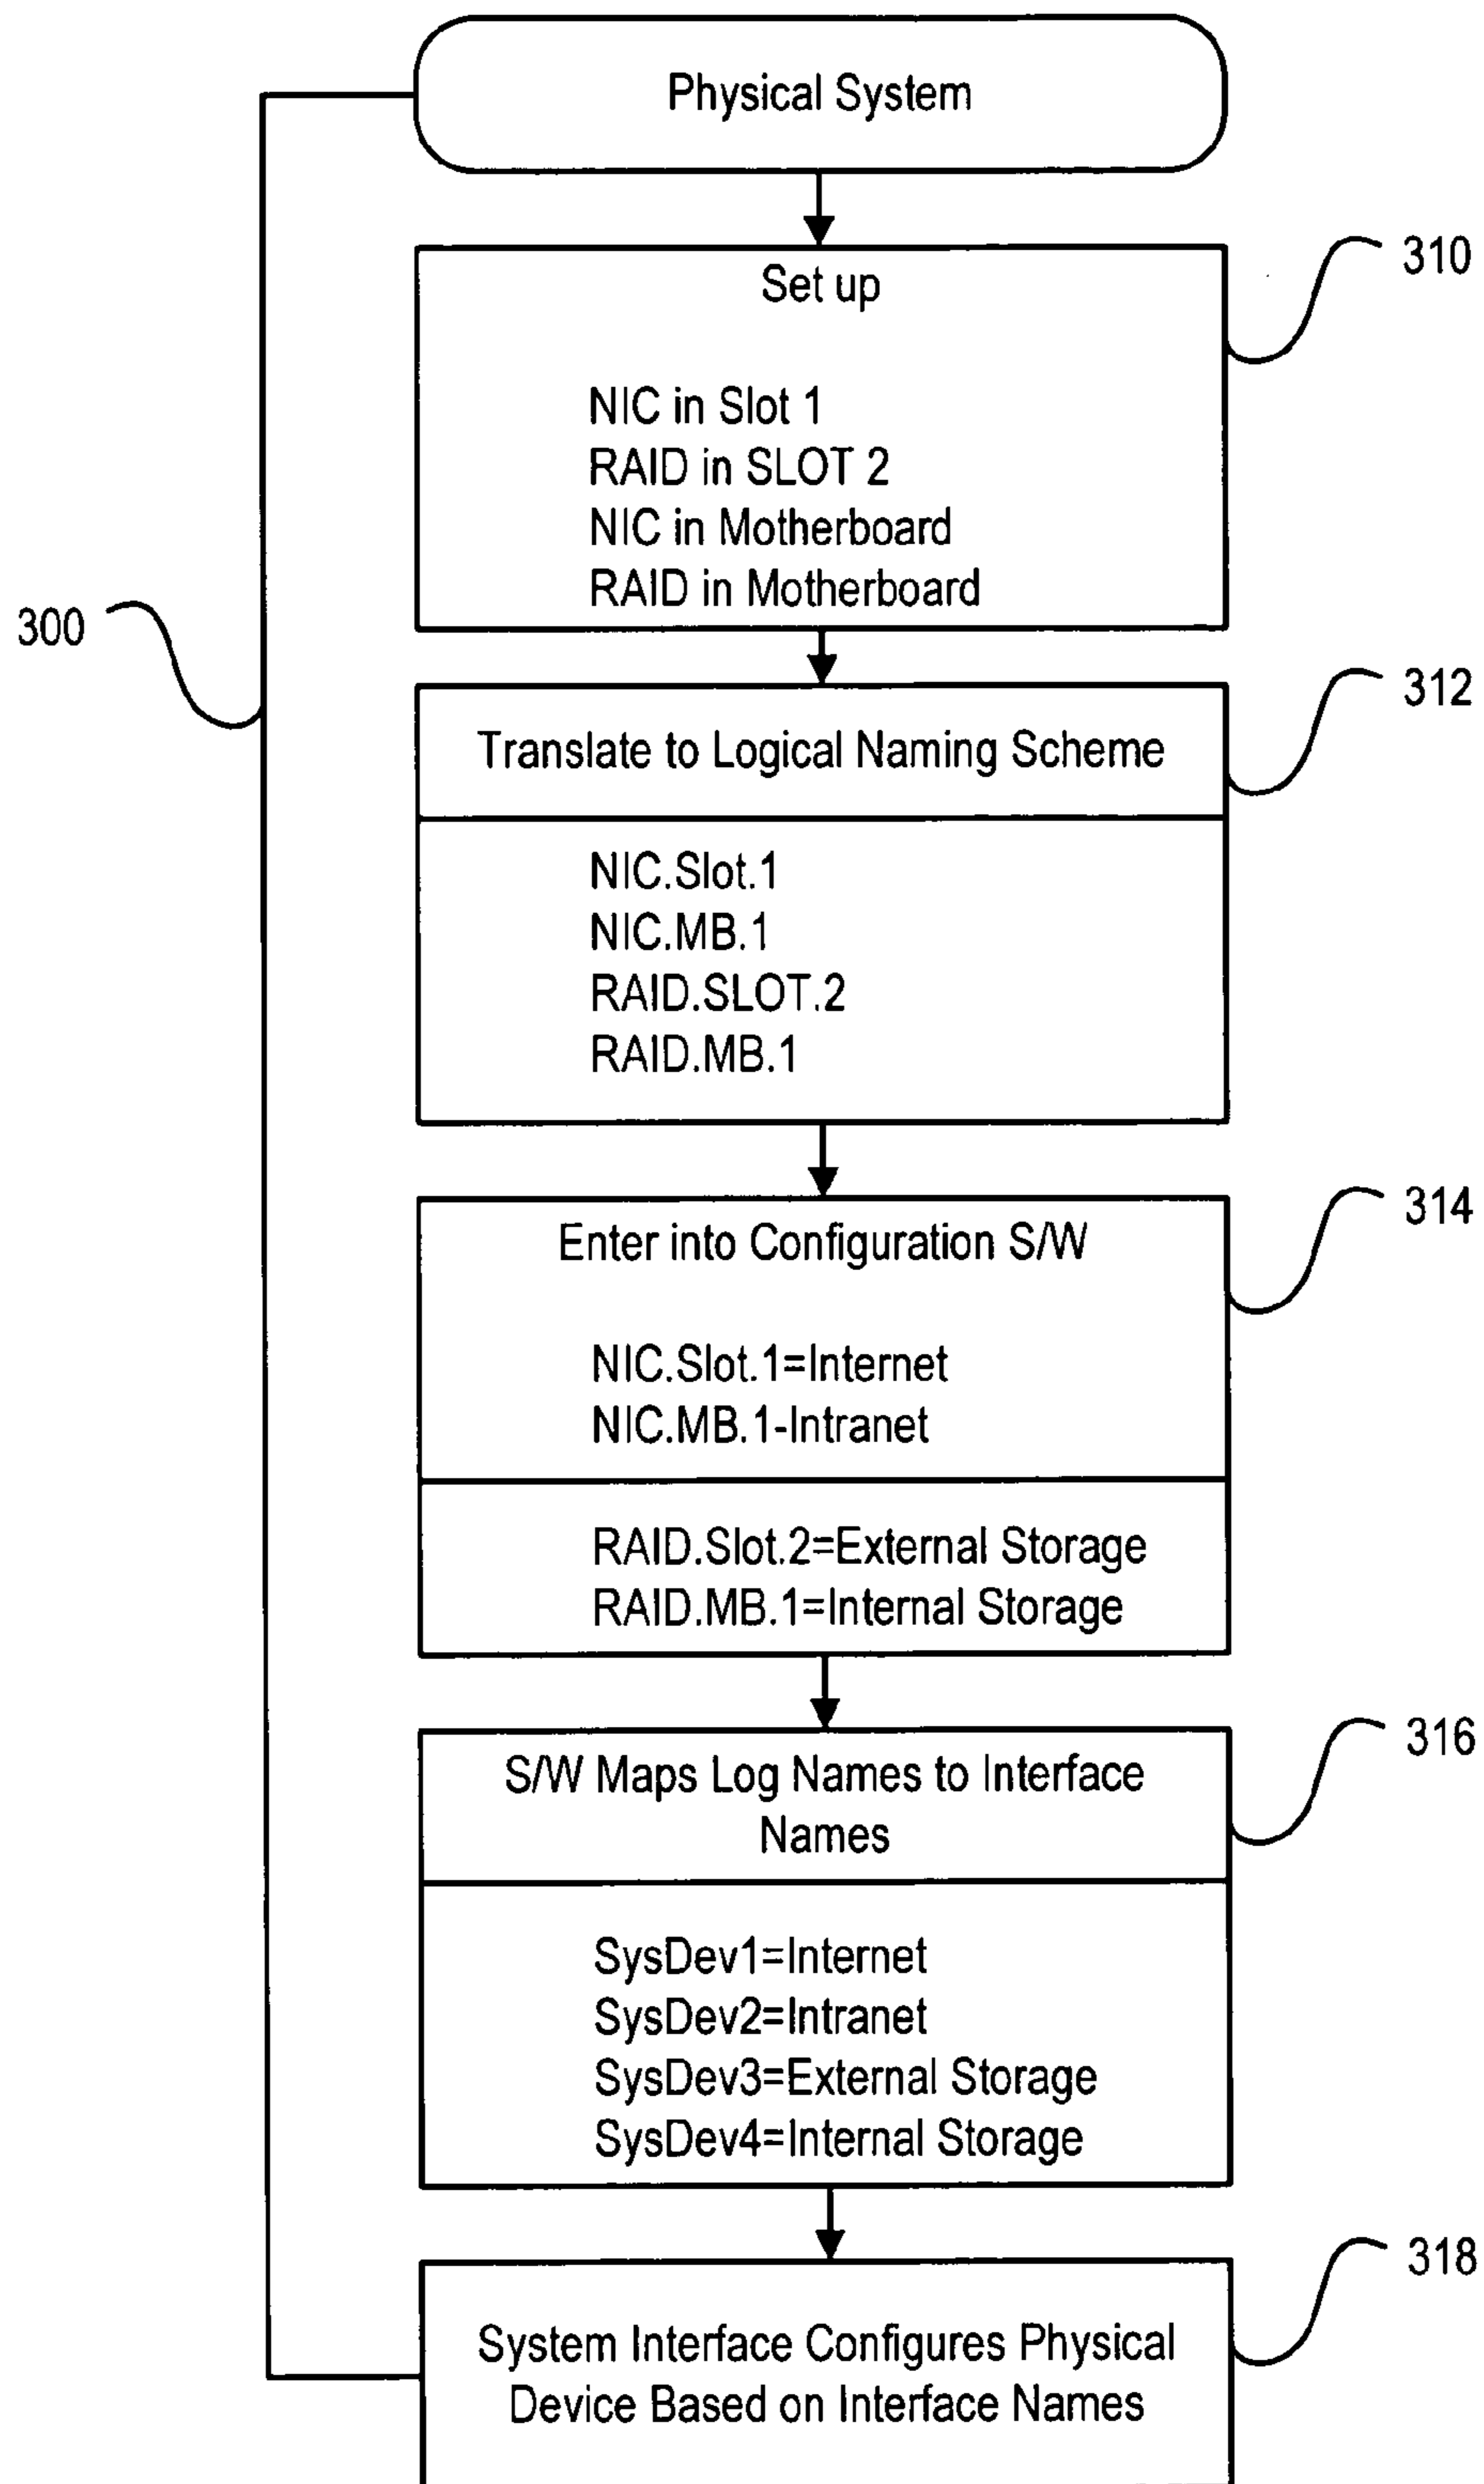 Physical System
Set up
310
NIC in Slot 1
RAID in SLOT 2
NIC in Motherboard
RAID in Motherboard
300
312
Translate to Logical Naming Scheme
NIC.Slot.1
NIC.MB.1
RAID.SLOT.2
RAID.MB.1
314
Enter into Configuration S/W
NIC.Slot.1=Internet
NIC.MB.1-Intranet
RAID.Slot.2=External Storage
RAID.MB.1=Internal Storage
316
S/W Maps Log Names to Interface
Names
SysDev1=Internet
SysDev2=Intranet
SysDev3=External Storage
SysDev4=Internal Storage
318
System Interface Configures Physical
Device Based on Interface Names